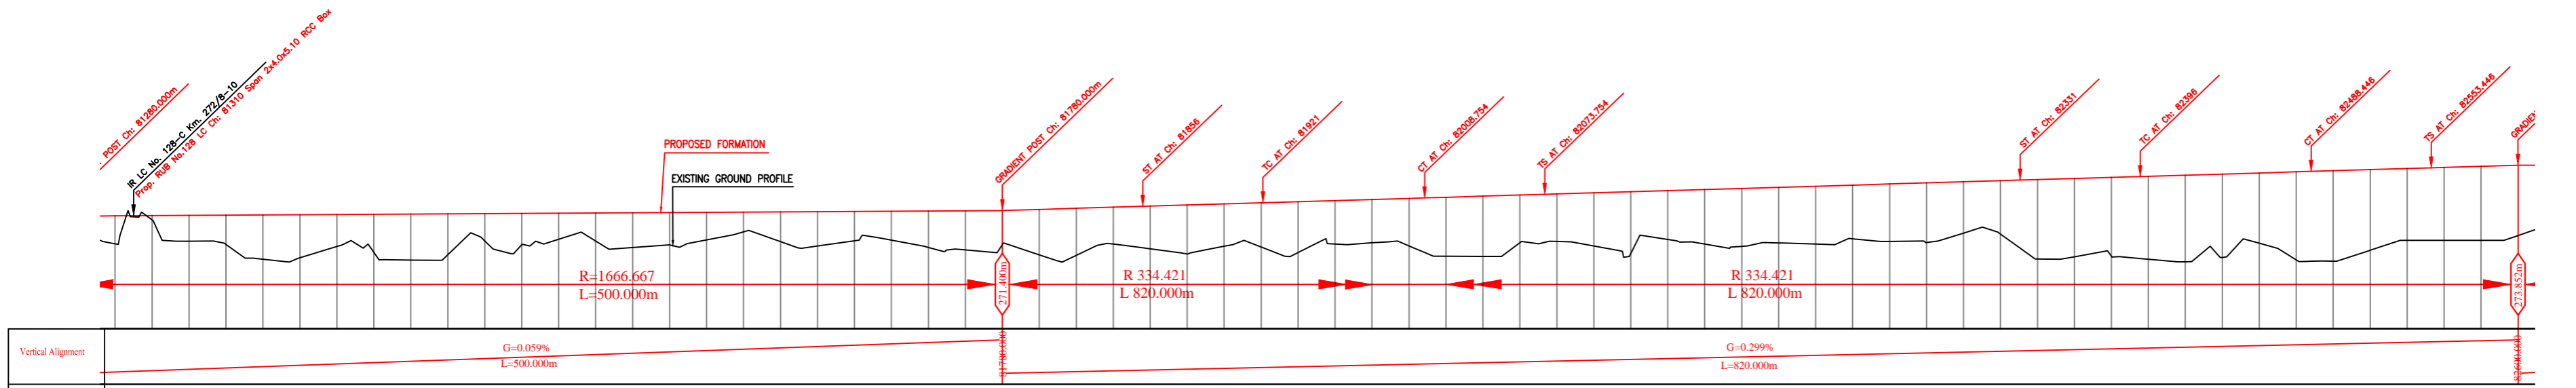 . POST Ch: 81280.000m
IR LC No. 128-C Km. 272/8-10
Prop. RUB No.128 LC Ch: 81310 Span 2x4.0x5.10 RCC Box
PROPOSED FORMATION
EXISTING GROUND PROFILE
GRADIENT POST Ch: 81780.000m
ST AT Ch: 81856
TC AT Ch: 81921
CT AT Ch: 82008.754
TS AT Ch: 82073.754
ST AT Ch: 82331
TC AT Ch: 82396
CT AT Ch: 82488.446
TS AT Ch: 82553.446
GRADIEN
R=1666.667
L=500.000m
271.400m
R 334.421
L 820.000m
R 334.421
L 820.000m
273.852m
Vertical Alignment
G=0.059%
L=500.000m
81780.000
G=0.299%
L=820.000m
82600.000